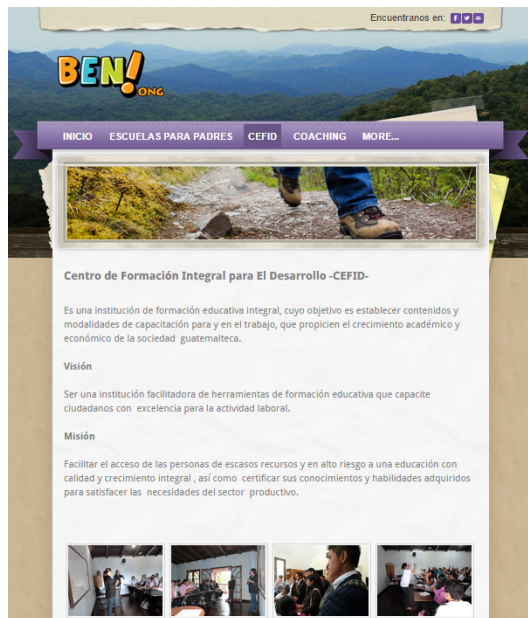 Encuentranos en:
BEN!
ONG
INICIO ESCUELAS PARA PADRES CEFID COACHING MORE...
Centro de Formación Integral para El Desarrollo -CEFID-
Es una institución de formación educativa integral, cuyo objetivo es establecer contenidos y
modalidades de capacitación para y en el trabajo, que propicien el crecimiento académico y
económico de la sociedad guatemalteca.
Visión
Ser una institución facilitadora de herramientas de formación educativa que capacite
ciudadanos con excelencia para la actividad laboral.
Misión
Facilitar el acceso de las personas de escasos recursos y en alto riesgo a una educación con
calidad y crecimiento integral , así como certificar sus conocimientos y habilidades adquiridos
para satisfacer las necesidades del sector productivo.